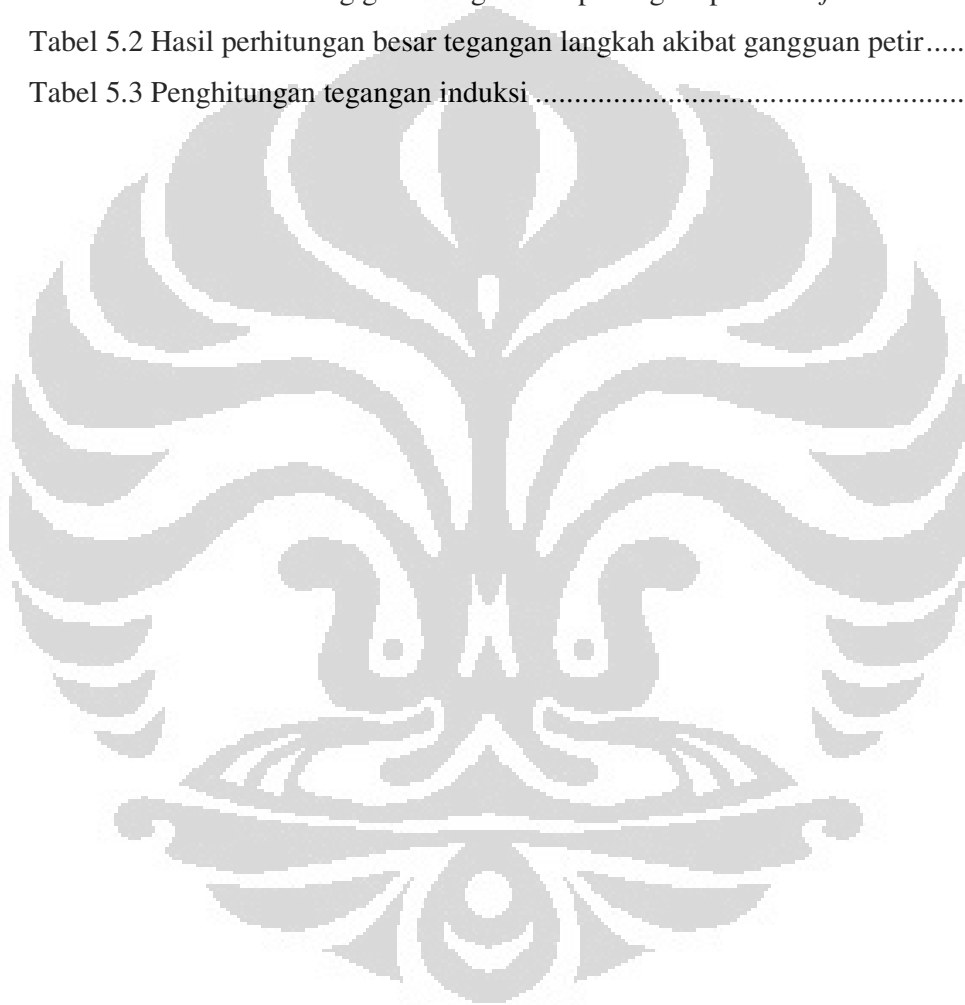 Tabel 5.2 Hasil perhitungan besar tegangan langkah akibat gangguan petir.....
Tabel 5.3 Penghitungan tegangan induksi ......................................................